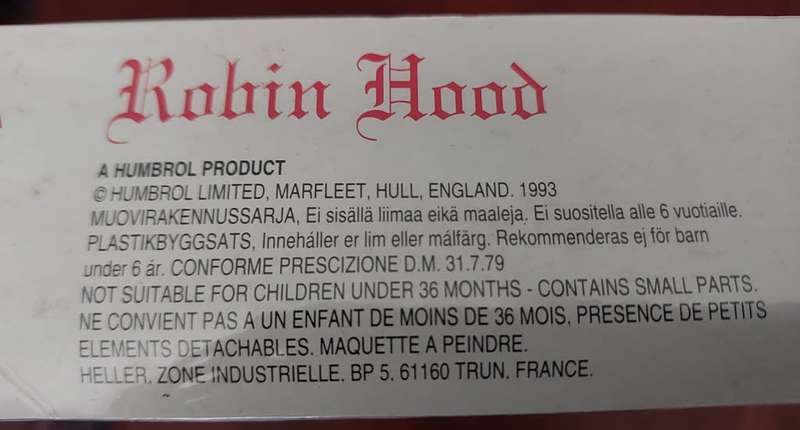 Robin Hood
A HUMBROL PRODUCT
© HUMBROL LIMITED, MARFLEET, HULL, ENGLAND. 1993
MUOVIRAKENNUSSARJA, Ei sisällä liimaa eikä maaleja. Ei suositella alle 6 vuotiaille.
PLASTIKBYGGSATS, Innehåller er lim eller målfärg. Rekommenderas ej för barn
under 6 år. CONFORME PRESCIZIONE D.M. 31.7.79
NOT SUITABLE FOR CHILDREN UNDER 36 MONTHS - CONTAINS SMALL PARTS.
NE CONVIENT PAS A UN ENFANT DE MOINS DE 36 MOIS, PRESENCE DE PETITS
ELEMENTS DETACHABLES. MAQUETTE A PEINDRE.
HELLER. ZONE INDUSTRIELLE. BP 5. 61160 TRUN. FRANCE.